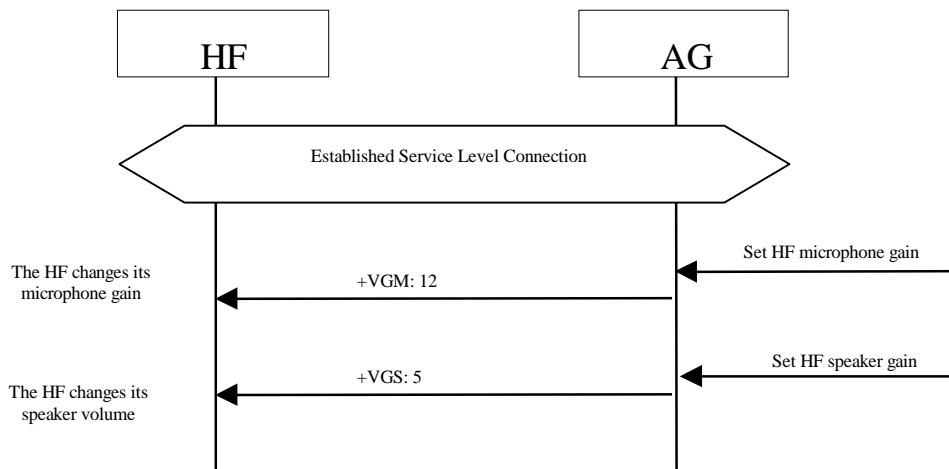 HF
AG
Established Service Level Connection
Set HF microphone gain
The HF changes its
microphone gain
+VGM: 12
Set HF speaker gain
+VGS: 5
The HF changes its
speaker volume